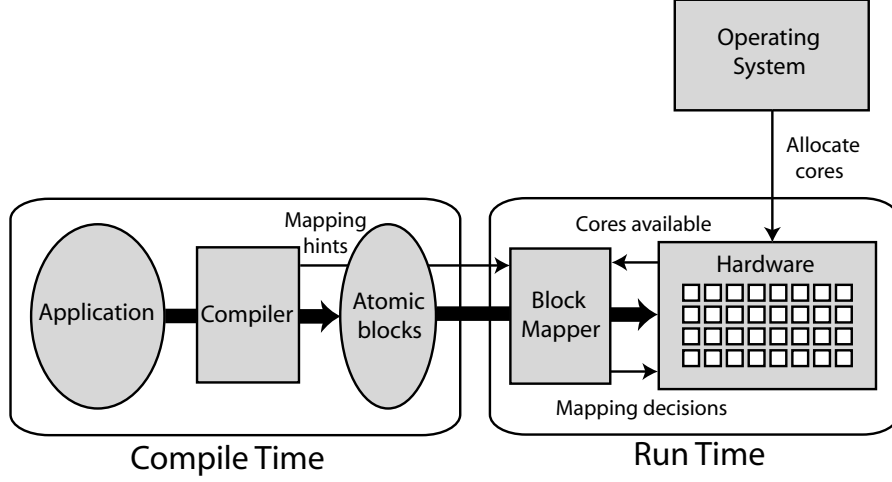 Operating
System
Allocate
cores
Mapping
hints
Cores available
Hardware
Application
Compiler
Atomic
blocks
Block
Mapper
Mapping decisions
Compile Time
Run Time